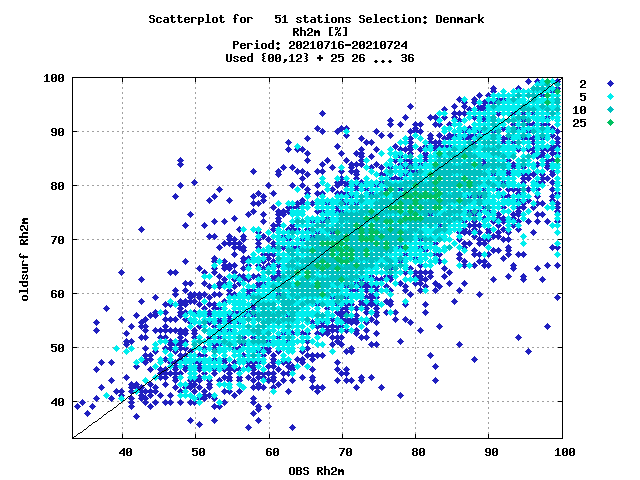 Scatterplot for   51 stations Selection: Denmark
Rh2m [%]
Period: 20210716-20210724
Used {00,12} + 25 26 ... 36
2
5
10
25
oldsurf Rh2m
100
90
80
70
60
50
40
40 50 60 70 80 90 100
OBS Rh2m